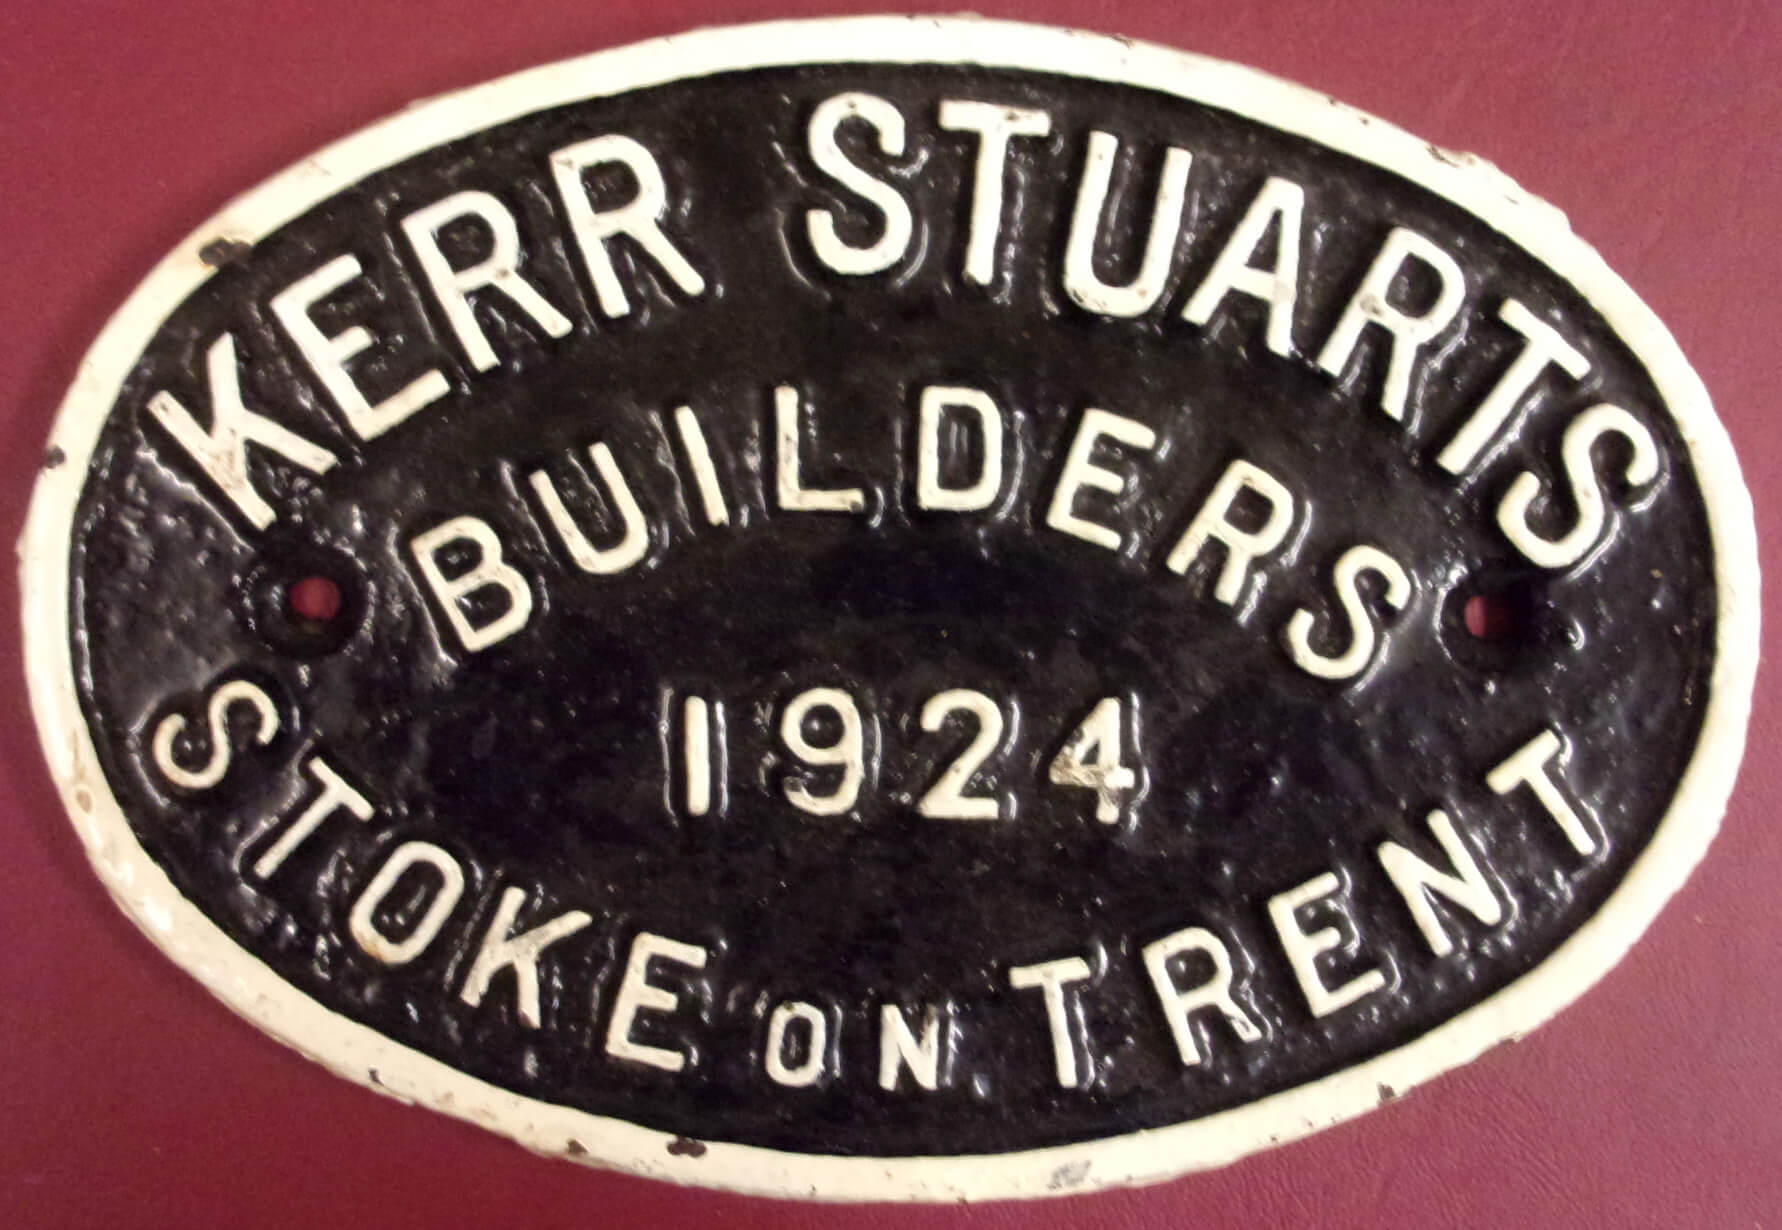 KERR STUARTS
BUILDERS
1924
STOKE ON TRENT